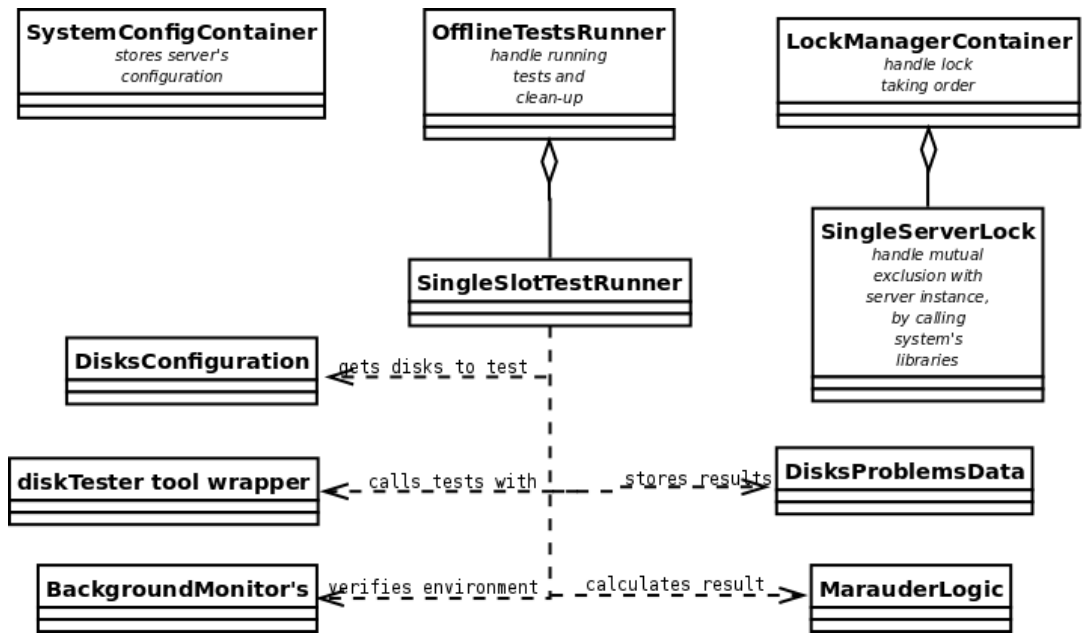 SystemConfigContainer
stores server's
configuration
OfflineTestsRunner
handle running
tests and
clean-up
LockManagerContainer
handle lock
taking order
SingleServerLock
handle mutual
exclusion with
server instance,
by calling
system's
libraries
SingleSlotTestRunner
DisksConfiguration
gets disks to test
diskTester tool wrapper
calls tests with
stores results
DisksProblemsData
BackgroundMonitor's
verifies environment
calculates result
MarauderLogic